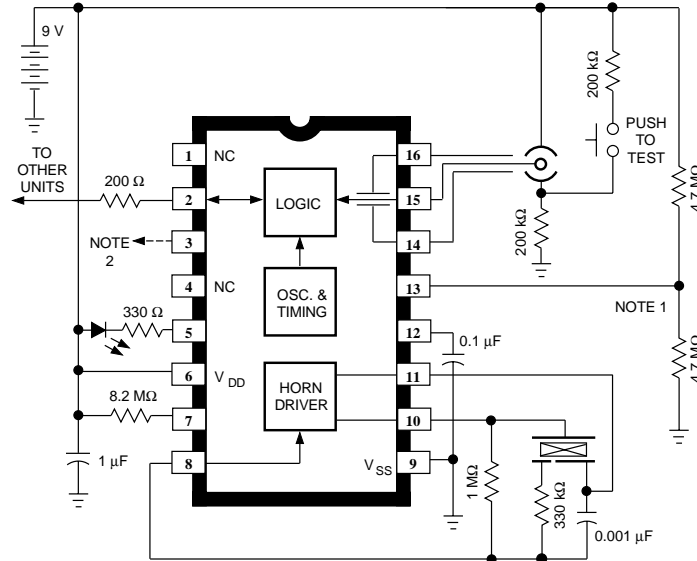 9 V
TO
OTHER
UNITS
200 Ω
NOTE
2
330 Ω
8.2 MΩ
1 μF
1
NC
2
3
4
NC
5
6
V DD
7
8
LOGIC
OSC. &
TIMING
HORN
DRIVER
16
15
14
13
12
11
10
V SS
9
200 kΩ
PUSH
TO
TEST
200 kΩ
4.7 MΩ
NOTE 1
4.7 MΩ
0.1 μF
1 MΩ
330 kΩ
0.001 μF